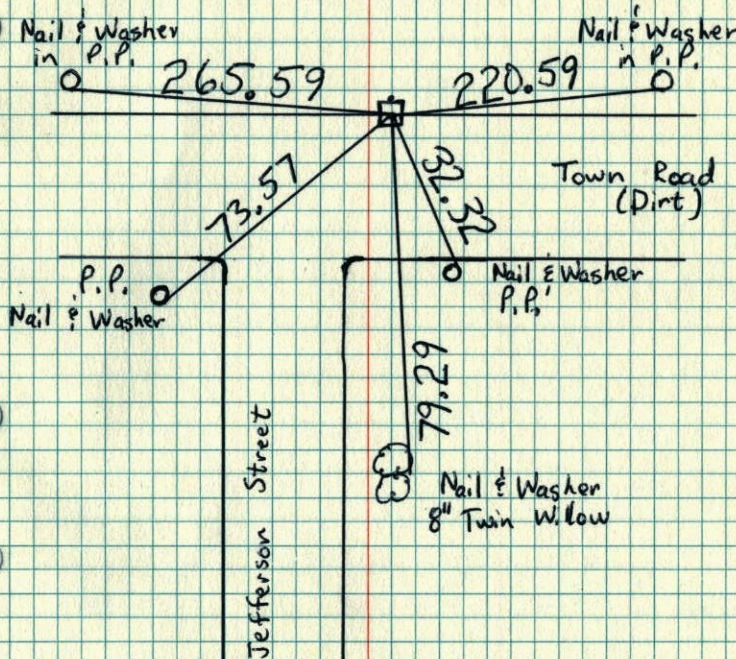 Nail & Washer
in P.P.
Nail & Washer
in P.P.
265.59
220.59
73.57
32.32
Town Road
(Dirt)
P.P.
Nail & Washer
Nail & Washer
P.P.
79.29
Nail & Washer
8" Twin Willow
Jefferson Street